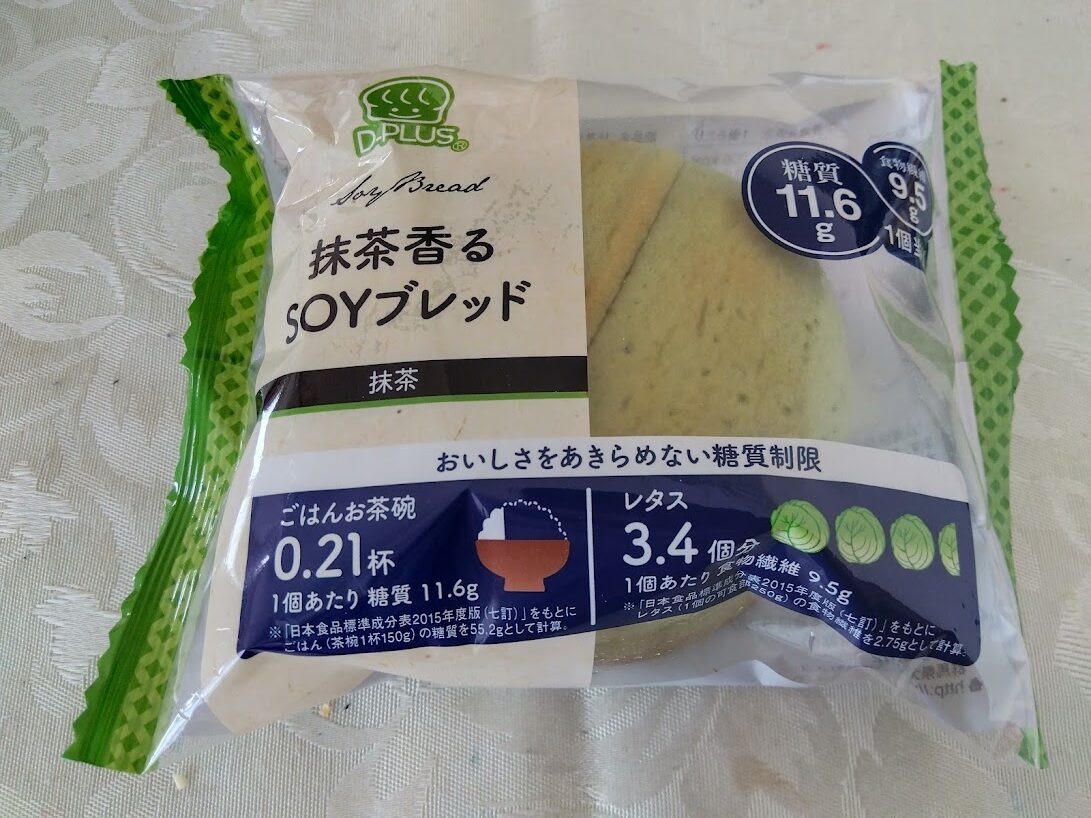 D-PLUS®
Soy Bread
抹茶香る
SOYブレッド
抹茶
糖質
11.6
g
食物繊維
9.5
g
1個当
おいしさをあきらめない糖質制限
ごはんお茶碗
0.21杯
1個あたり 糖質 11.6g
※「日本食品標準成分表2015年度版(七訂)」をもとに
ごはん(茶碗1杯150g)の糖質を55.2gとして計算。
レタス
3.4 個分
1個あたり 食物繊維 9.5g
※「日本食品標準成分表2015年度版(七訂)」をもとに
レタス(1個の可食部250g)の食物繊維を2.75gとして計算。
群馬県
http:/